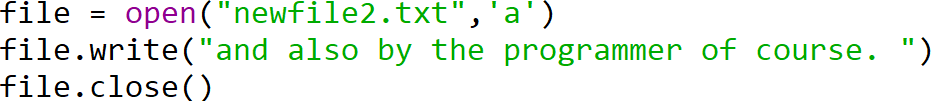 file = open("newfile2.txt",'a')
file.write("and also by the programmer of course. ")
file.close()